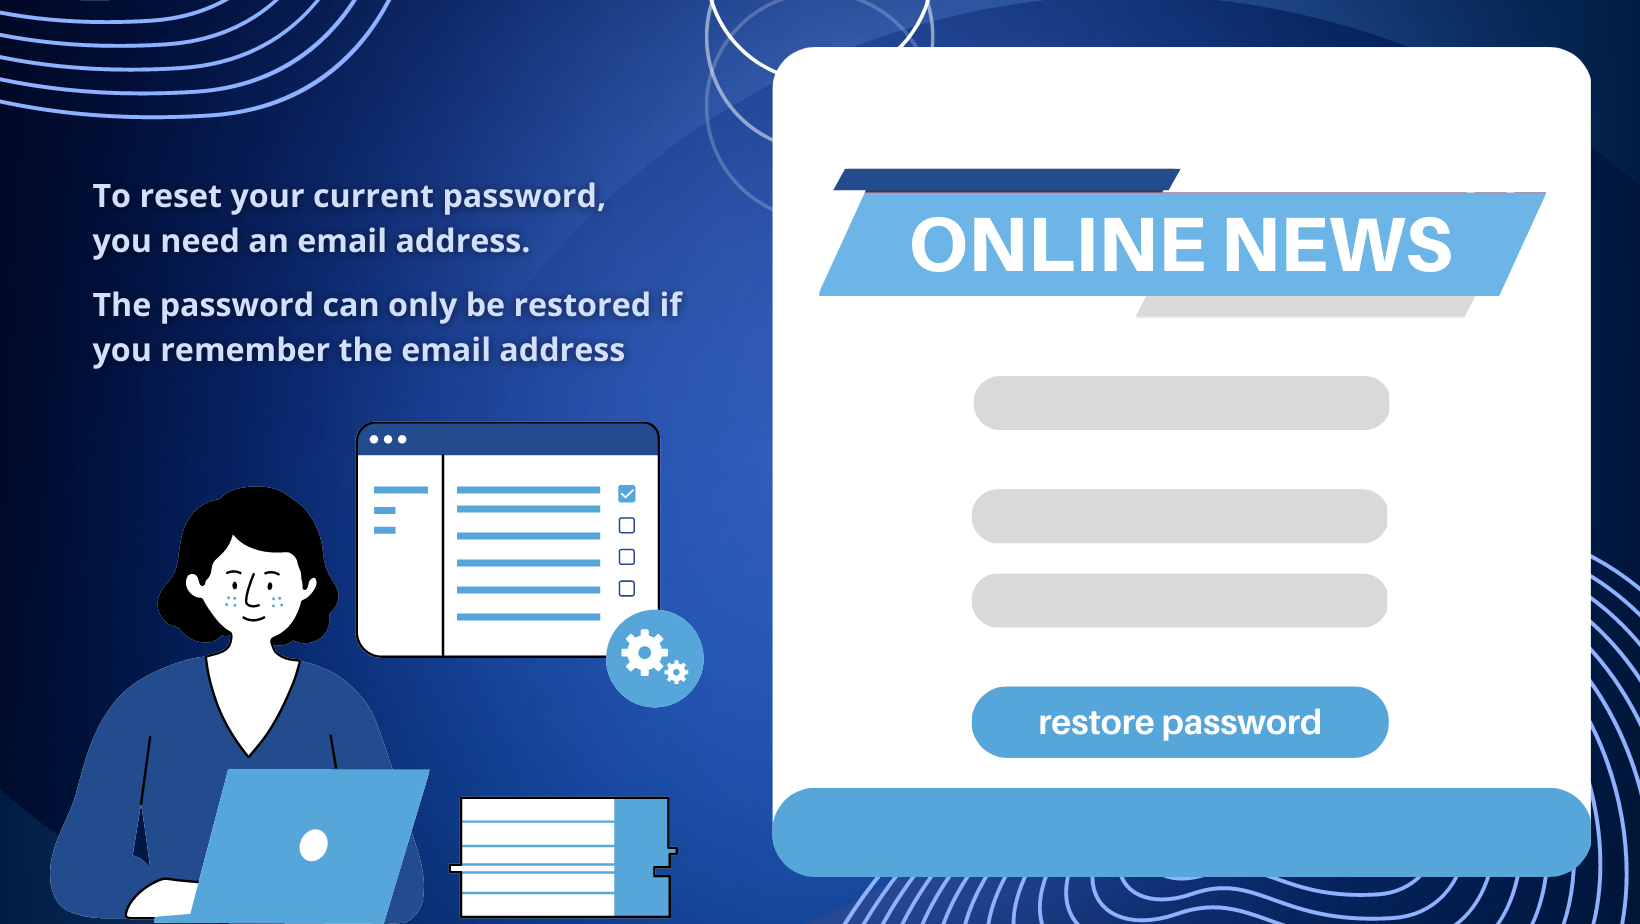 To reset your current password,
you need an email address.
The password can only be restored if
you remember the email address
ONLINE NEWS
restore password